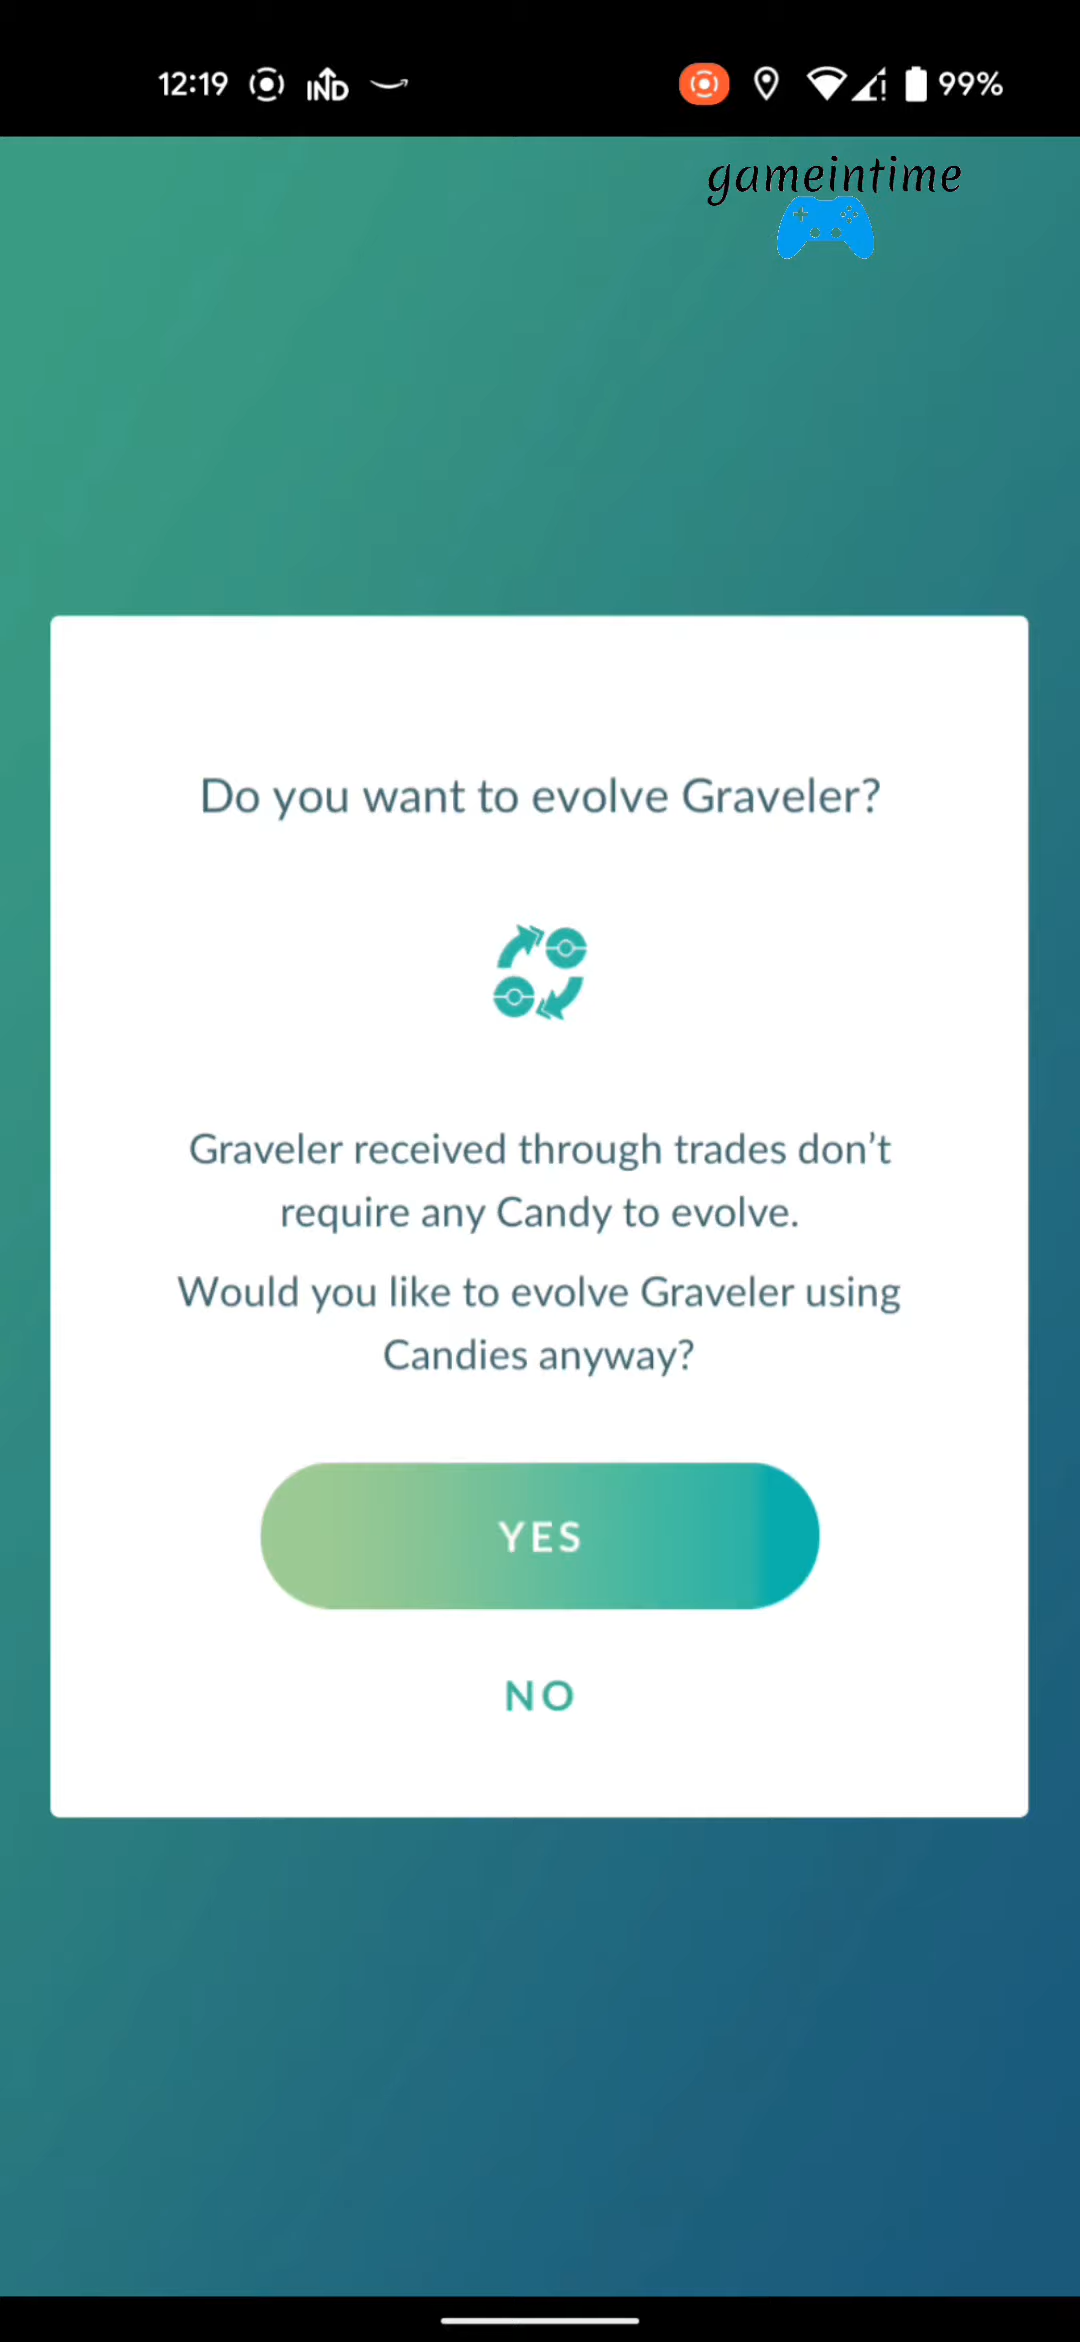 12:19 IND 99%
gameintime
Do you want to evolve Graveler?
Graveler received through trades don’t
require any Candy to evolve.
Would you like to evolve Graveler using
Candies anyway?
YES
NO